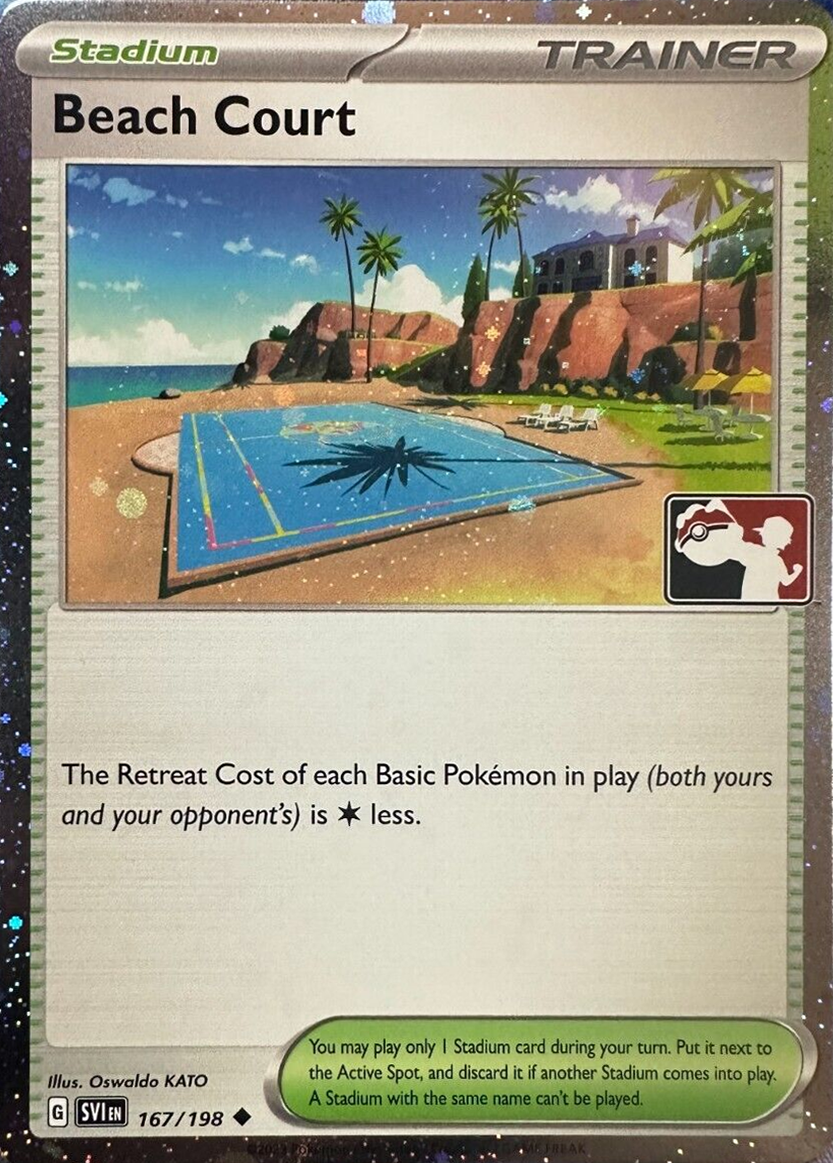 Stadium
TRAINER
Beach Court
The Retreat Cost of each Basic Pokémon in play (both yours
and your opponent's) is less.
You may play only 1 Stadium card during your turn. Put it next to
the Active Spot, and discard it if another Stadium comes into play.
A Stadium with the same name can't be played.
Illus. Oswaldo KATO
G SVI EN 167/198
GAME FREAK